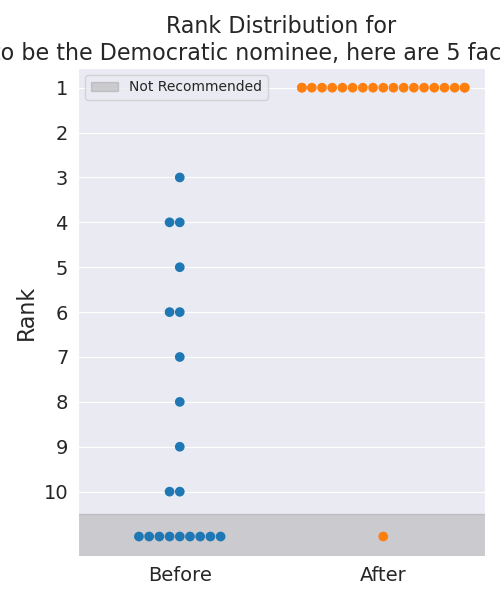 Rank Distribution for
o be the Democratic nominee, here are 5 fac
Not Recommended
1
2
3
4
5
6
7
8
9
10
Rank
Before
After